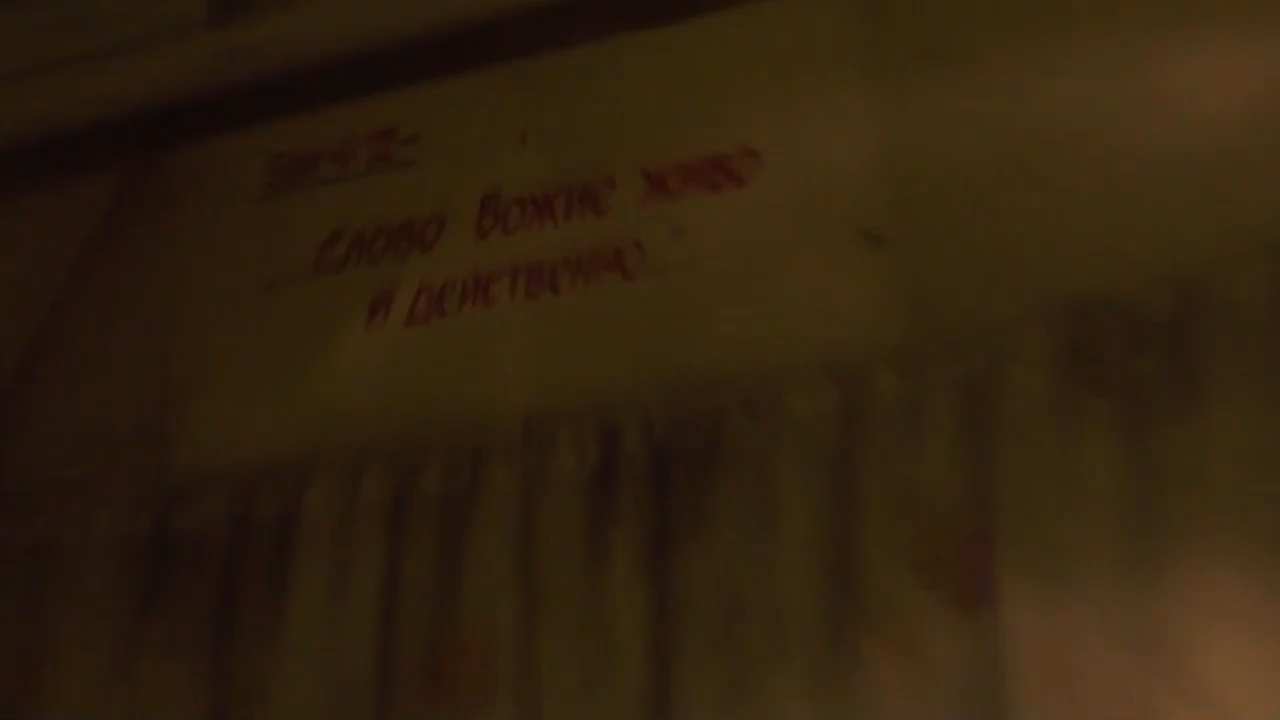 Слово Божие живо
и действенно